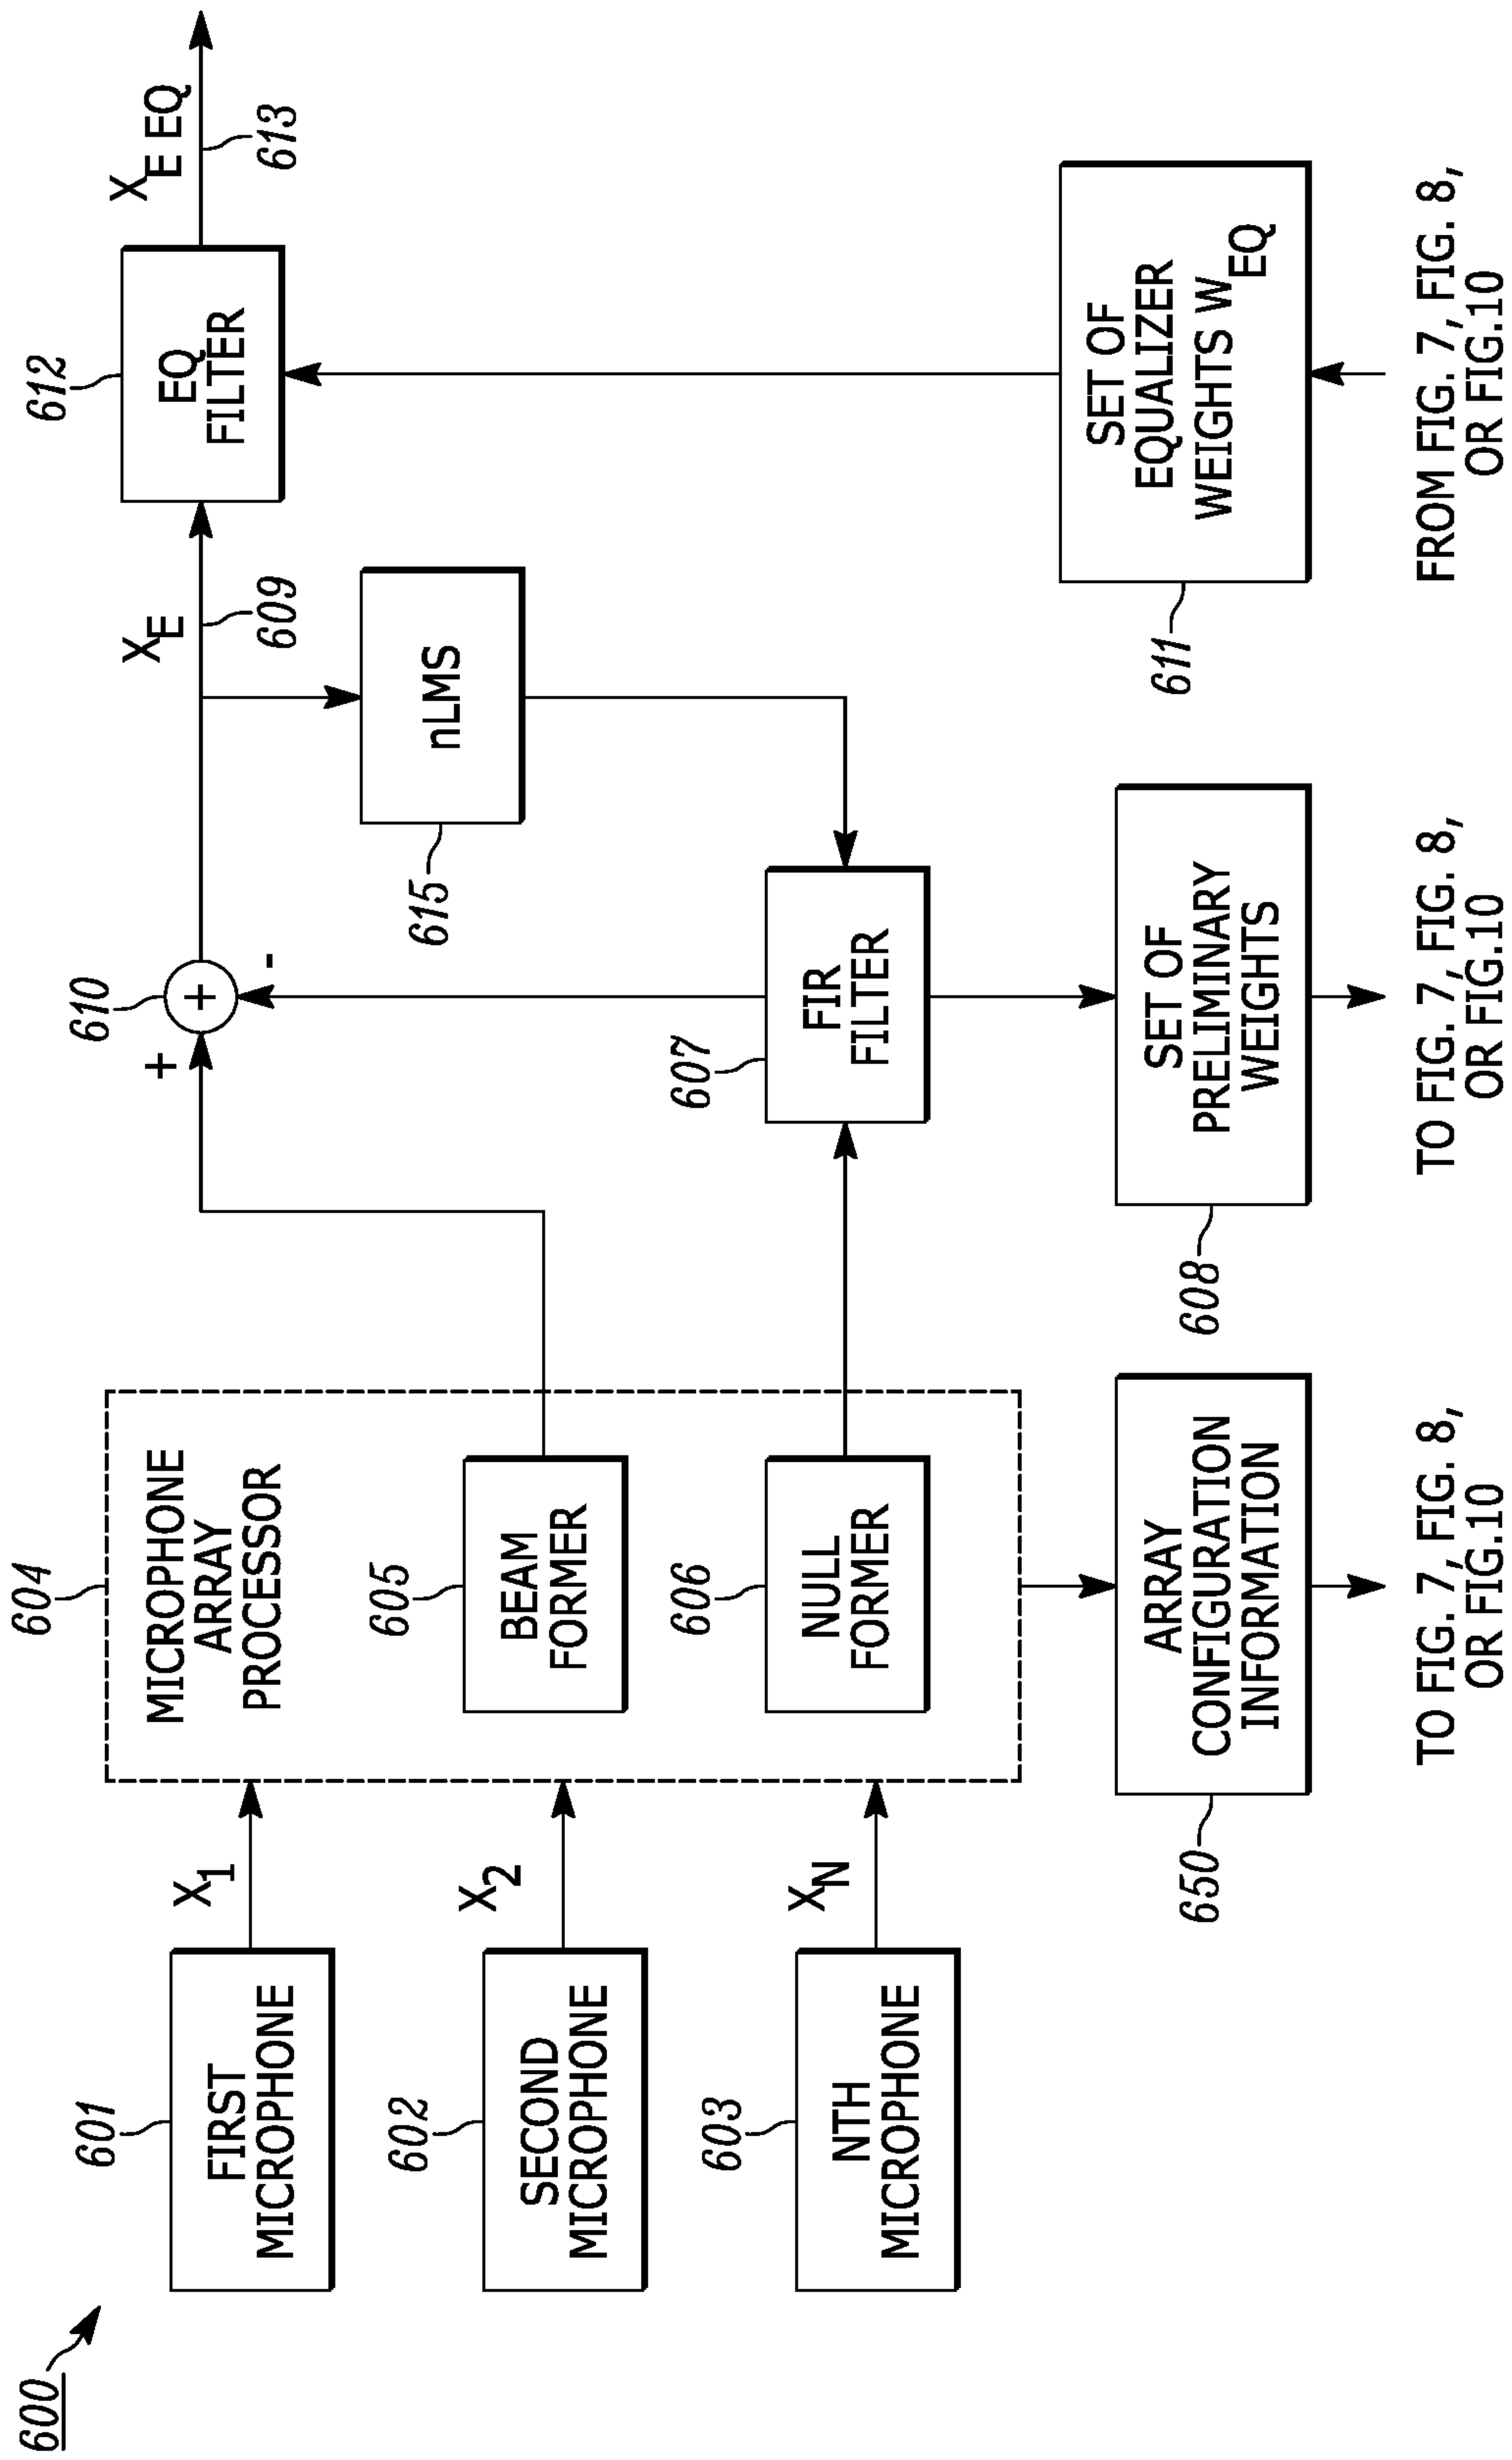 600
601
FIRST
MICROPHONE
602
SECOND
MICROPHONE
603
NTH
MICROPHONE
X1
X2
XN
604
MICROPHONE
ARRAY
PROCESSOR
605
BEAM
FORMER
606
NULL
FORMER
650
ARRAY
CONFIGURATION
INFORMATION
TO FIG. 7, FIG. 8,
OR FIG.10
610
+
+
-
607
FIR
FILTER
608
SET OF
PRELIMINARY
WEIGHTS
TO FIG. 7, FIG. 8,
OR FIG.10
XE
609
615
nLMS
612
EQ
FILTER
XE EQ
613
611
SET OF
EQUALIZER
WEIGHTS WEQ
FROM FIG. 7, FIG. 8,
OR FIG.10